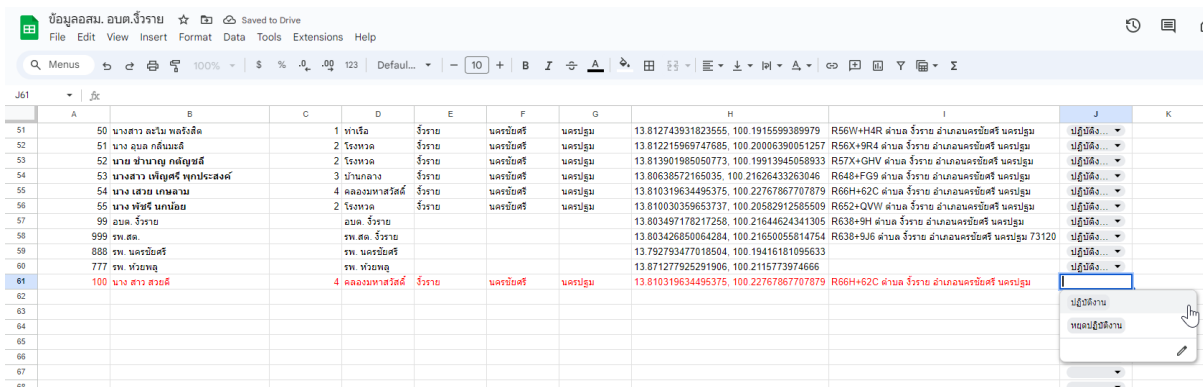 ข้อมูลอสม. อบต.งิ้วราย Saved to Drive
File Edit View Insert Format Data Tools Extensions Help
Menus 100% $ % .0 .00 123 Defaul... 10 B I A
J61 fx
A B C D E F G H I J K
51 50 นางสาว ละไม พลรังสิต 1 ท่าเรือ งิ้วราย นครชัยศรี นครปฐม 13.812743931823555, 100.1915599389979 R56W+H4R ตำบล งิ้วราย อำเภอนครชัยศรี นครปฐม ปฏิบัติง...
52 51 นาง อุบล กลั่นมะลิ 2 โรงหวด งิ้วราย นครชัยศรี นครปฐม 13.812215969747685, 100.20006390051257 R56X+9R4 ตำบล งิ้วราย อำเภอนครชัยศรี นครปฐม ปฏิบัติง...
53 52 นาย ชำนาญ กตัญชลี 2 โรงหวด งิ้วราย นครชัยศรี นครปฐม 13.813901985050773, 100.19913945058933 R57X+GHV ตำบล งิ้วราย อำเภอนครชัยศรี นครปฐม ปฏิบัติง...
54 53 นางสาว เพ็ญศรี พุกประสงค์ 3 บ้านกลาง งิ้วราย นครชัยศรี นครปฐม 13.80638572165035, 100.21626433263046 R648+FG9 ตำบล งิ้วราย อำเภอนครชัยศรี นครปฐม ปฏิบัติง...
55 54 นาง เสวย เกษลาม 4 คลองมหาสวัสดิ์ งิ้วราย นครชัยศรี นครปฐม 13.810319634495375, 100.22767867707879 R66H+62C ตำบล งิ้วราย อำเภอนครชัยศรี นครปฐม ปฏิบัติง...
56 55 นาง พัชรี นกน้อย 2 โรงหวด งิ้วราย นครชัยศรี นครปฐม 13.810030359653737, 100.20582912585509 R652+QVW ตำบล งิ้วราย อำเภอนครชัยศรี นครปฐม ปฏิบัติง...
57 99 อบต. งิ้วราย อบต. งิ้วราย 13.803497178217258, 100.21644624341305 R638+9H ตำบล งิ้วราย อำเภอนครชัยศรี นครปฐม ปฏิบัติง...
58 999 รพ.สต. รพ.สต. งิ้วราย 13.803426850064284, 100.21650055814754 R638+9J6 ตำบล งิ้วราย อำเภอนครชัยศรี นครปฐม 73120 ปฏิบัติง...
59 888 รพ. นครชัยศรี รพ. นครชัยศรี 13.792793477018504, 100.19416181095633 ปฏิบัติง...
60 777 รพ. ห้วยพลู รพ. ห้วยพลู 13.871277925291906, 100.2115773974666 ปฏิบัติง...
61 100 นาง สาว สวยดี 4 คลองมหาสวัสดิ์ งิ้วราย นครชัยศรี นครปฐม 13.810319634495375, 100.22767867707879 R66H+62C ตำบล งิ้วราย อำเภอนครชัยศรี นครปฐม
62
ปฏิบัติงาน
63
64 หยุดปฏิบัติงาน
65
66
67
68